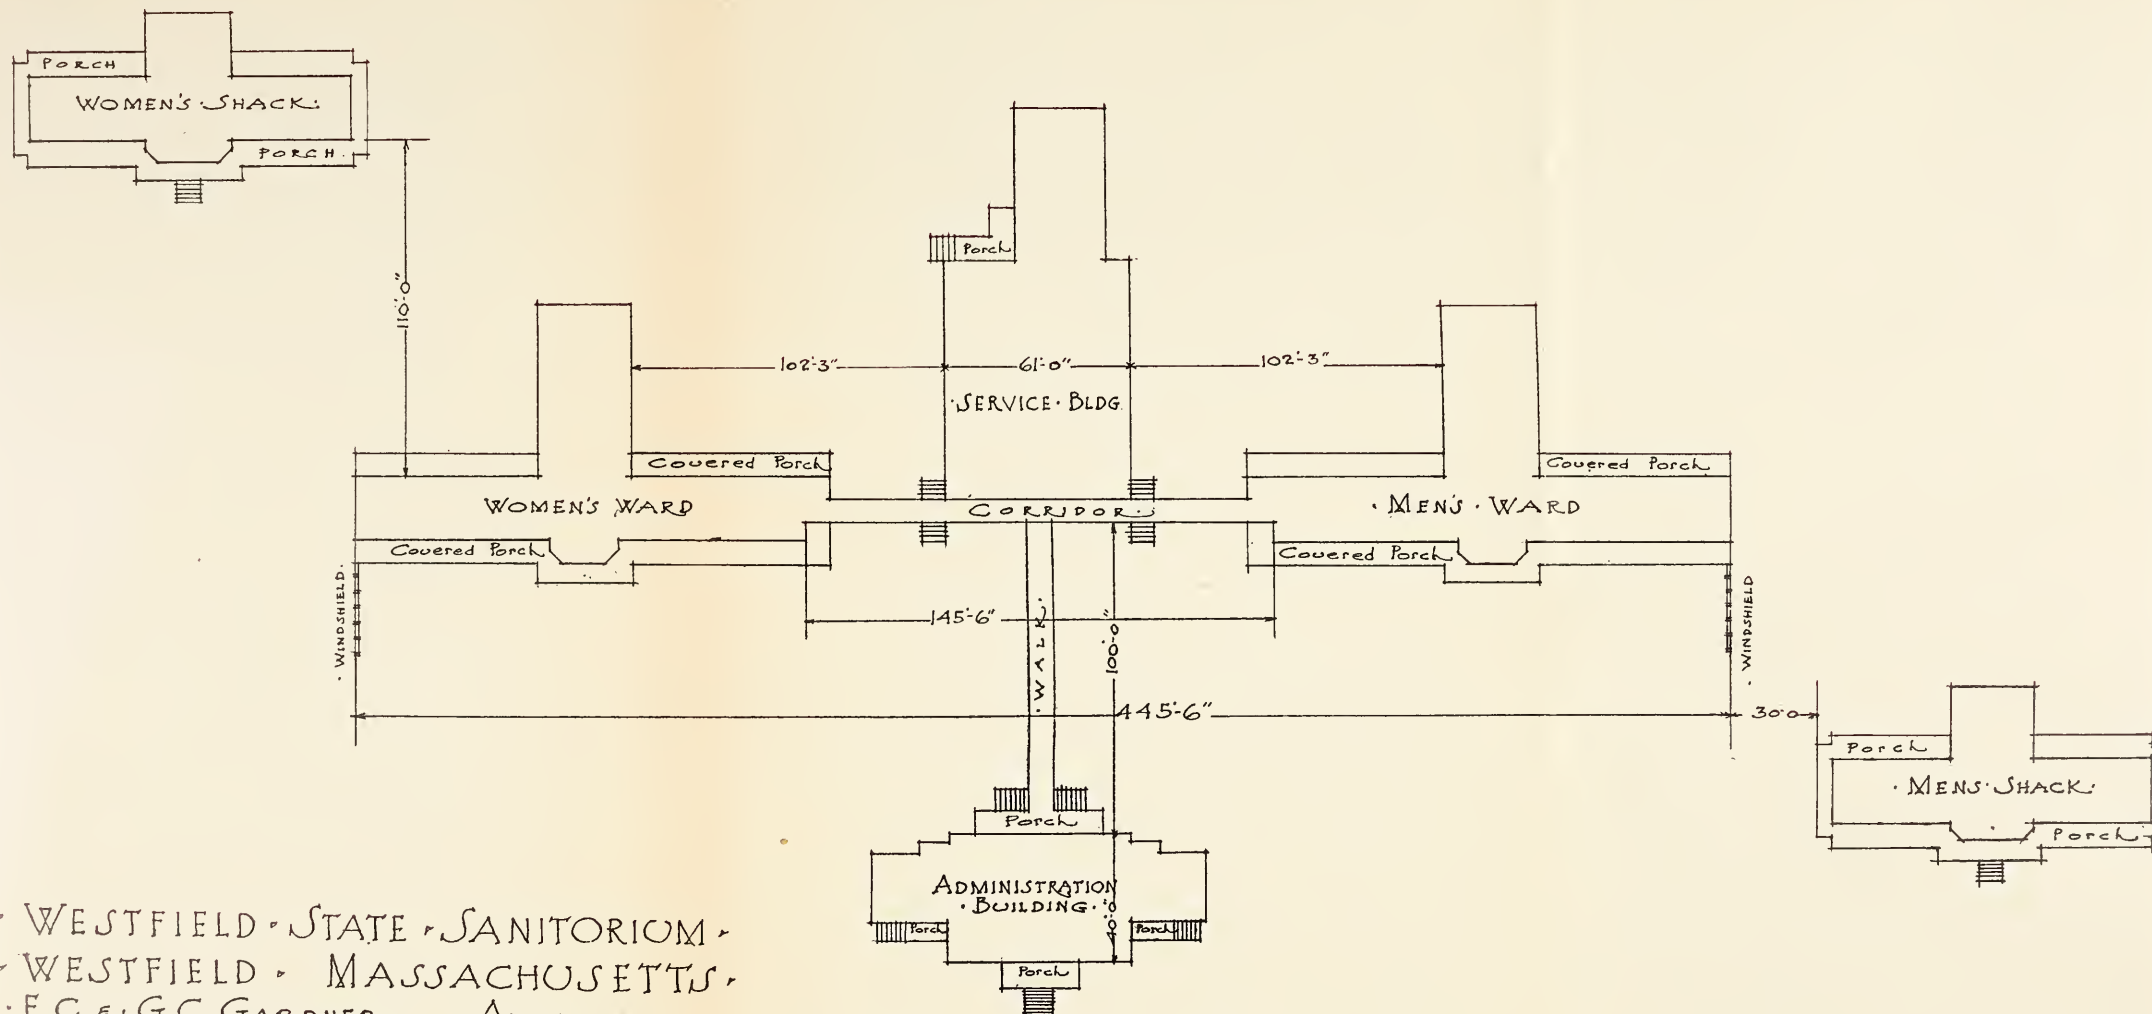 PORCH
WOMEN'S · SHACK ·
PORCH.
110'-0"
Porch
102'-3"
61'-0"
102'-3"
· SERVICE · BLDG.
Covered Porch
Covered Porch
WOMEN'S WARD
CORRIDOR ·
· MEN'S · WARD
Covered Porch
Covered Porch
· WINDSHIELD ·
· WINDSHIELD
145'-6"
· WALK ·
100'-0"
445'-6"
30'-0
Porch
· MENS · SHACK ·
Porch
Porch
ADMINISTRATION
· BUILDING ·
Porch
Porch
Porch
· WESTFIELD · STATE · SANITORIUM ·
· WESTFIELD · MASSACHUSETTS ·
· E.C. & G.C. GARDNER